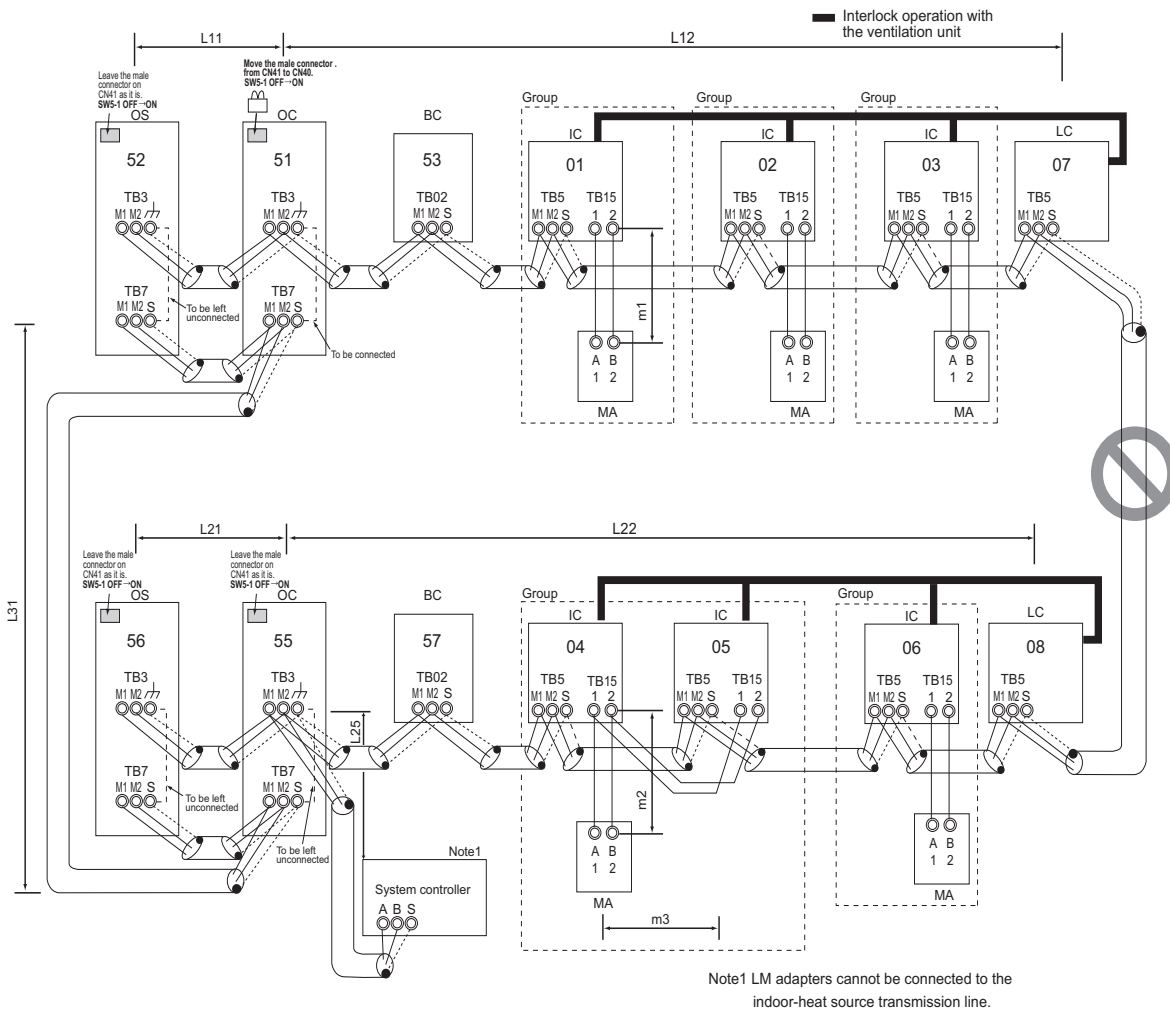 Interlock operation with
the ventilation unit
L11
L12
Leave the male
connector on
CN41 as it is.
SW5-1 OFF→ON
Move the male connector .
from CN41 to CN40.
SW5-1 OFF→ON
OS
OC
BC
Group
Group
Group
IC
IC
IC
LC
52
51
53
01
02
03
07
TB3
TB3
TB02
TB5 TB15
TB5 TB15
TB5 TB15
TB5
M1 M2
M1 M2
M1 M2 S
M1 M2 S 1 2
M1 M2 S 1 2
M1 M2 S 1 2
M1 M2 S
TB7
TB7
M1 M2 S
M1 M2 S
To be left
unconnected
To be connected
m1
A B
1 2
MA
A B
1 2
MA
A B
1 2
MA
L31
L21
L22
Leave the male
connector on
CN41 as it is.
SW5-1 OFF→ON
Leave the male
connector on
CN41 as it is.
SW5-1 OFF→ON
OS
OC
BC
Group
Group
IC
IC
IC
LC
56
55
57
04
05
06
08
TB3
TB3
TB02
TB5 TB15
TB5 TB15
TB5 TB15
TB5
M1 M2
M1 M2
M1 M2 S
M1 M2 S 1 2
M1 M2 S 1 2
M1 M2 S 1 2
M1 M2 S
L25
TB7
TB7
M1 M2 S
M1 M2 S
To be left
unconnected
To be left
unconnected
m2
Note1
System controller
A B S
A B
1 2
MA
A B
1 2
MA
m3
Note1 LM adapters cannot be connected to the
indoor-heat source transmission line.